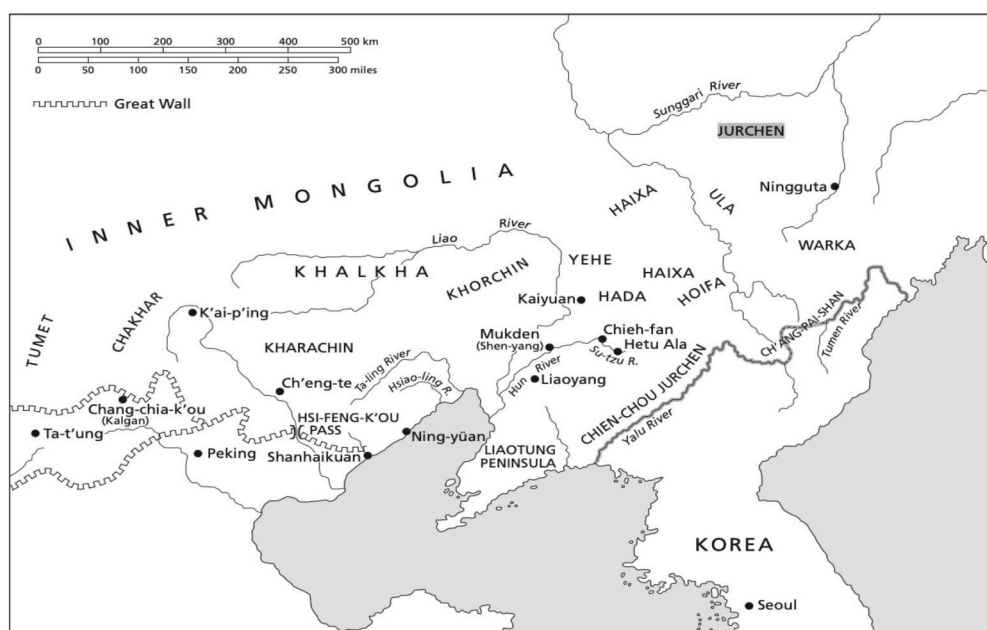 0 100 200 300 400 500 km
0 50 100 150 200 250 300 miles
Great Wall
Sunggari River
JURCHEN
Ningguta
INNER MONGOLIA
HAIXA
ULA
WARKA
Liao River
KHALKHA
KHORCHIN
YEHE
HAIXA
HOIFA
Kaiyuan
HADA
TUMET
CHAKHAR
K'ai-p'ing
KHARACHIN
Mukden
(Shen-yang)
Chieh-fan
Hetu Ala
Su-tzu R.
CH'ANG-PAI-SHAN
Tumen River
Ta-ling River
Hsiao-ling R.
Hun River
Liaoyang
Ch'eng-te
Chang-chia-k'ou
(Kalgan)
HSI-FENG-K'OU
PASS
CHIEN-CHOU JURCHEN
Yalu River
Ta-t'ung
Peking
Shanhaikuan
Ning-yüan
LIAOTUNG
PENINSULA
KOREA
Seoul